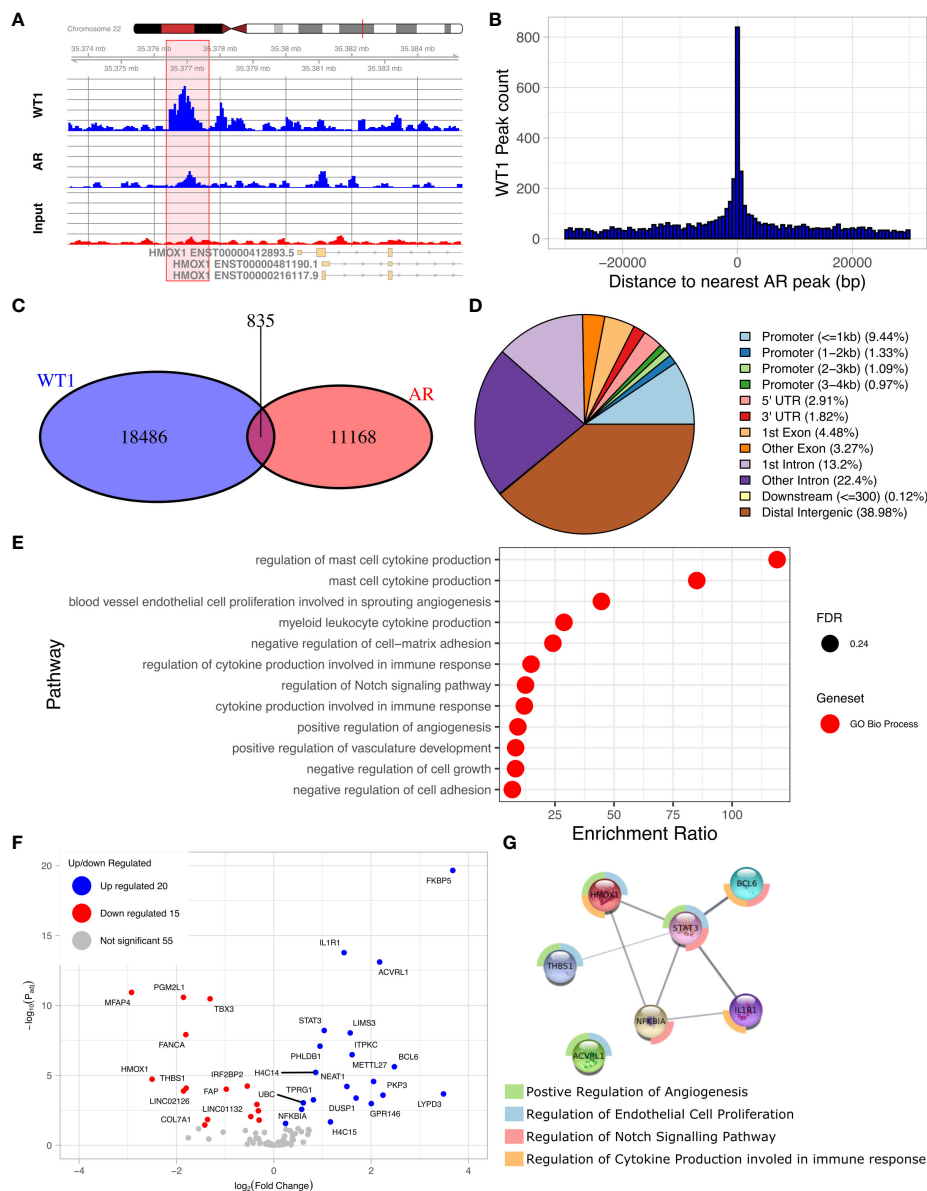 A
Chromosome 22
35.374 mb
35.376 mb
35.378 mb
35.38 mb
35.382 mb
35.384 mb
35.375 mb
35.377 mb
35.379 mb
35.381 mb
35.383 mb
WT1
AR
Input
HMOX1 ENST00000412893.5
HMOX1 ENST00000481190.1
HMOX1 ENST00000216117.9
B
WT1 Peak count
800
600
400
200
0
-20000
0
20000
Distance to nearest AR peak (bp)
C
835
WT1
AR
18486
11168
D
Promoter (<=1kb) (9.44%)
Promoter (1-2kb) (1.33%)
Promoter (2-3kb) (1.09%)
Promoter (3-4kb) (0.97%)
5' UTR (2.91%)
3' UTR (1.82%)
1st Exon (4.48%)
Other Exon (3.27%)
1st Intron (13.2%)
Other Intron (22.4%)
Downstream (<=300) (0.12%)
Distal Intergenic (38.98%)
E
Pathway
regulation of mast cell cytokine production
mast cell cytokine production
blood vessel endothelial cell proliferation involved in sprouting angiogenesis
myeloid leukocyte cytokine production
negative regulation of cell-matrix adhesion
regulation of cytokine production involved in immune response
regulation of Notch signaling pathway
cytokine production involved in immune response
positive regulation of angiogenesis
positive regulation of vasculature development
negative regulation of cell growth
negative regulation of cell adhesion
25
50
75
100
Enrichment Ratio
FDR
0.24
Geneset
GO Bio Process
F
Up/down Regulated
Up regulated 20
Down regulated 15
Not significant 55
−log10(Padj)
20
15
10
5
0
−4
−2
0
2
4
log2(Fold Change)
FKBP5
IL1R1
ACVRL1
PGM2L1
MFAP4
TBX3
STAT3
LIMS3
FANCA
ITPKC
PHLDB1
METTL27
BCL6
HMOX1
THBS1
IRF2BP2
H4C14
NEAT1
PKP3
LINC02126
FAP
UBC
TPRG1
LYPD3
LINC01132
DUSP1
GPR146
COL7A1
NFKBIA
H4C15
G
HMOX1
BCL6
STAT3
THBS1
NFKBIA
IL1R1
ACVRL1
Postive Regulation of Angiogenesis
Regulation of Endothelial Cell Proliferation
Regulation of Notch Signalling Pathway
Regulation of Cytokine Production involed in immune response